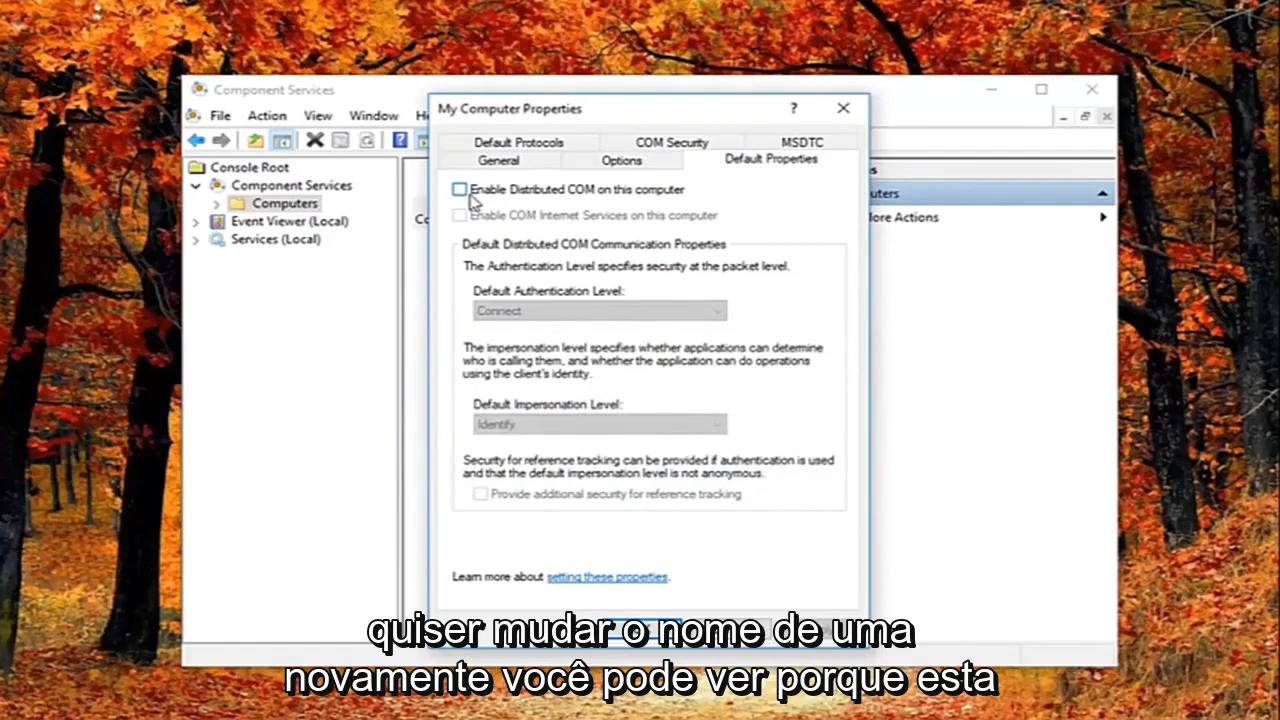 Component Services
File Action View Window He
Console Root
Component Services
Computers
Event Viewer (Local)
Services (Local)
Co
My Computer Properties
?
Default Protocols COM Security MSDTC
General Options Default Properties
Enable Distributed COM on this computer
Enable COM Internet Services on this computer
Default Distributed COM Communication Properties
The Authentication Level specifies security at the packet level.
Default Authentication Level:
Connect
The impersonation level specifies whether applications can determine
who is calling them, and whether the application can do operations
using the client's identity.
Default Impersonation Level:
Identify
Security for reference tracking can be provided if authentication is used
and that the default impersonation level is not anonymous.
Provide additional security for reference tracking
Learn more about setting these properties.
s
uters
ore Actions
quiser mudar o nome de uma
novamente você pode ver porque esta